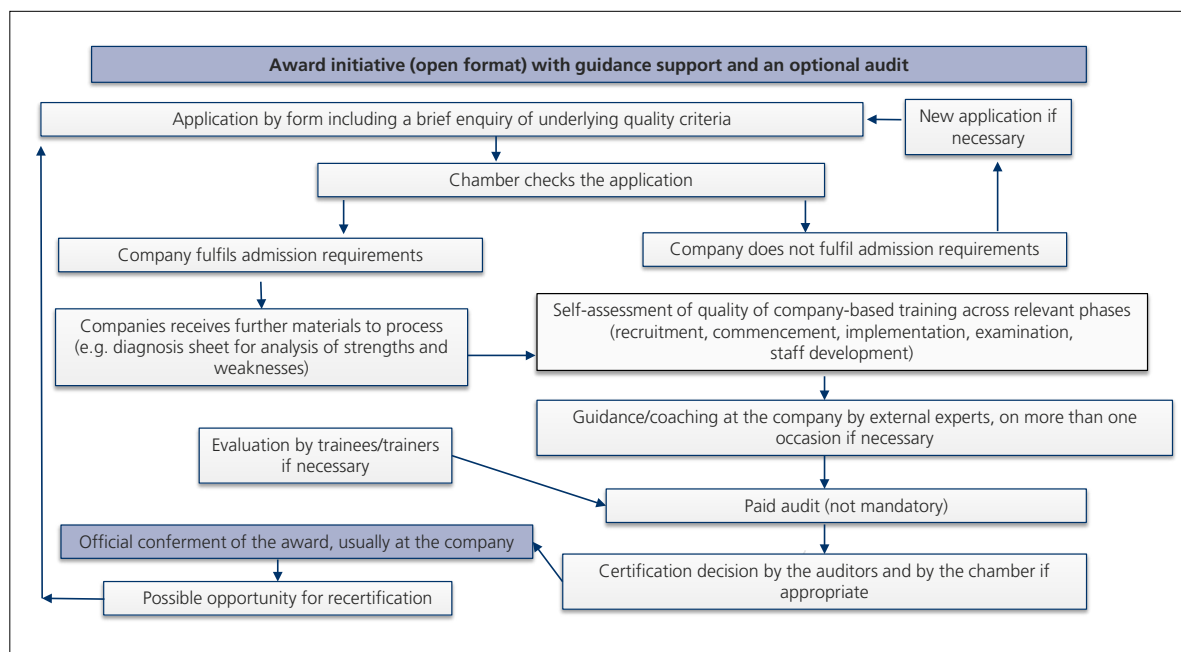 Award initiative (open format) with guidance support and an optional audit
Application by form including a brief enquiry of underlying quality criteria
New application if
necessary
Chamber checks the application
Company fulfils admission requirements
Company does not fulfil admission requirements
Companies receives further materials to process
(e.g. diagnosis sheet for analysis of strengths and
weaknesses)
Self-assessment of quality of company-based training across relevant phases
(recruitment, commencement, implementation, examination,
staff development)
Guidance/coaching at the company by external experts, on more than one
occasion if necessary
Evaluation by trainees/trainers
if necessary
Paid audit (not mandatory)
Official conferment of the award, usually at the company
Certification decision by the auditors and by the chamber if
appropriate
Possible opportunity for recertification